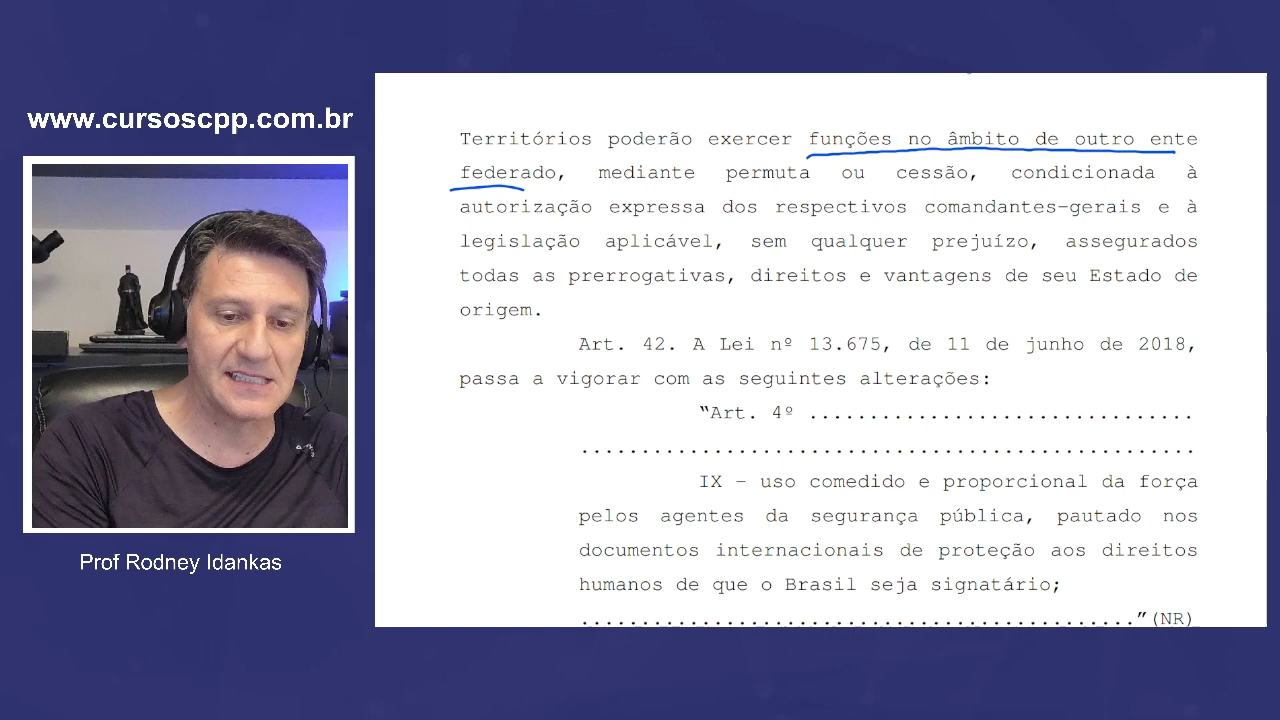 www.cursoscpp.com.br
Prof Rodney Idankas
Territórios poderão exercer funções no âmbito de outro ente
federado, mediante permuta ou cessão, condicionada à
autorização expressa dos respectivos comandantes-gerais e à
legislação aplicável, sem qualquer prejuízo, assegurados
todas as prerrogativas, direitos e vantagens de seu Estado de
origem.
Art. 42. A Lei nº 13.675, de 11 de junho de 2018,
passa a vigorar com as seguintes alterações:
“Art. 4º ................................
...................................................
IX – uso comedido e proporcional da força
pelos agentes da segurança pública, pautado nos
documentos internacionais de proteção aos direitos
humanos de que o Brasil seja signatário;
..............................................”(NR)